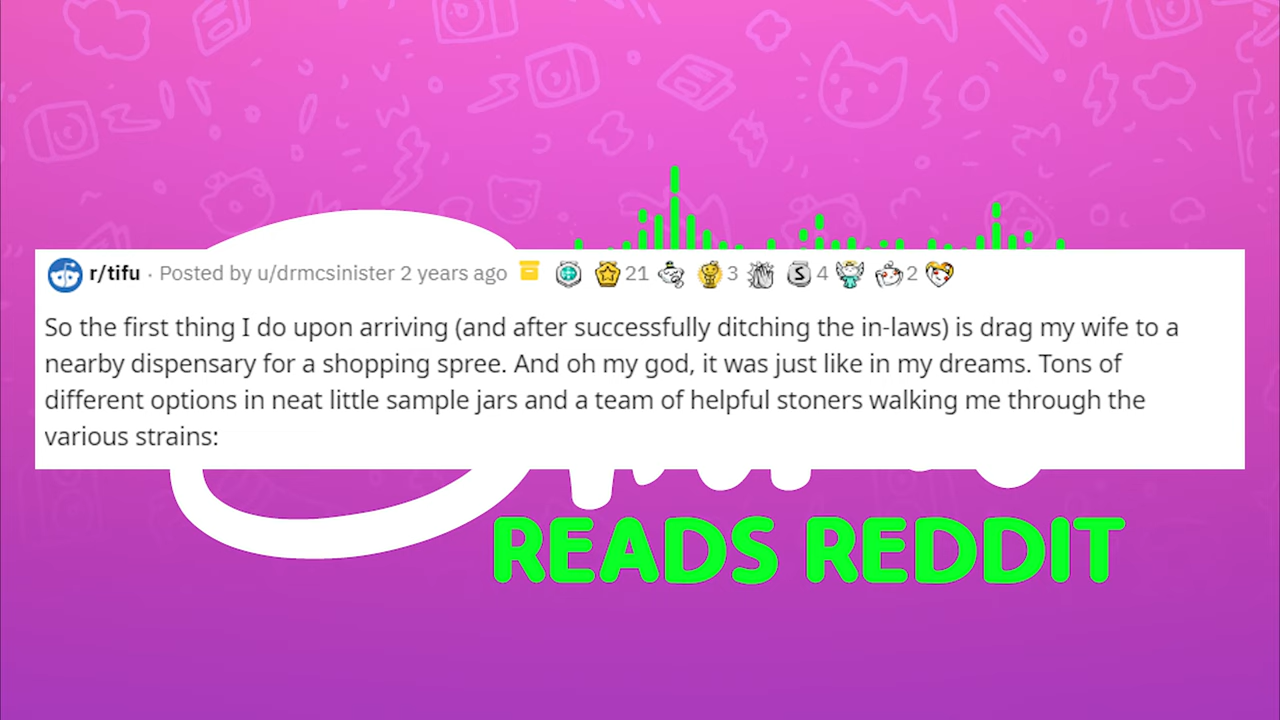 r/tifu · Posted by u/drmcsinister 2 years ago 21 3 S 4 2
So the first thing I do upon arriving (and after successfully ditching the in-laws) is drag my wife to a
nearby dispensary for a shopping spree. And oh my god, it was just like in my dreams. Tons of
different options in neat little sample jars and a team of helpful stoners walking me through the
various strains:
READS REDDIT